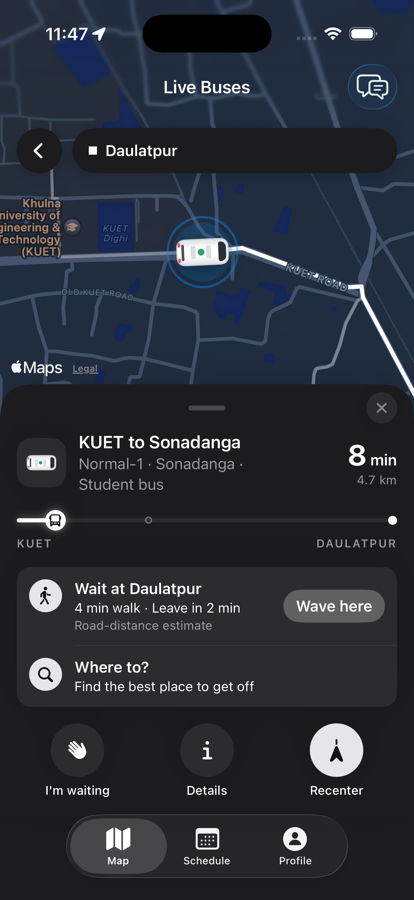 11:47
Live Buses
Daulatpur
Khulna
niversity of
gineering &
Technology
(KUET)
KUET
Dighi
KUET ROAD
OLD KUET ROAD
Maps
Legal
KUET to Sonadanga
Normal-1 · Sonadanga ·
Student bus
8 min
4.7 km
KUET
DAULATPUR
Wait at Daulatpur
4 min walk · Leave in 2 min
Road-distance estimate
Wave here
Where to?
Find the best place to get off
I'm waiting
Details
Recenter
Map
Schedule
Profile